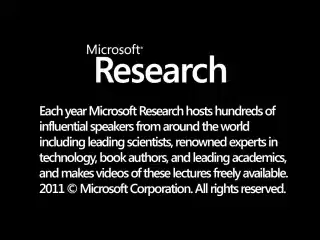 Microsoft®
Research
Each year Microsoft Research hosts hundreds of
influential speakers from around the world
including leading scientists, renowned experts in
technology, book authors, and leading academics,
and makes videos of these lectures freely available.
2011 © Microsoft Corporation. All rights reserved.